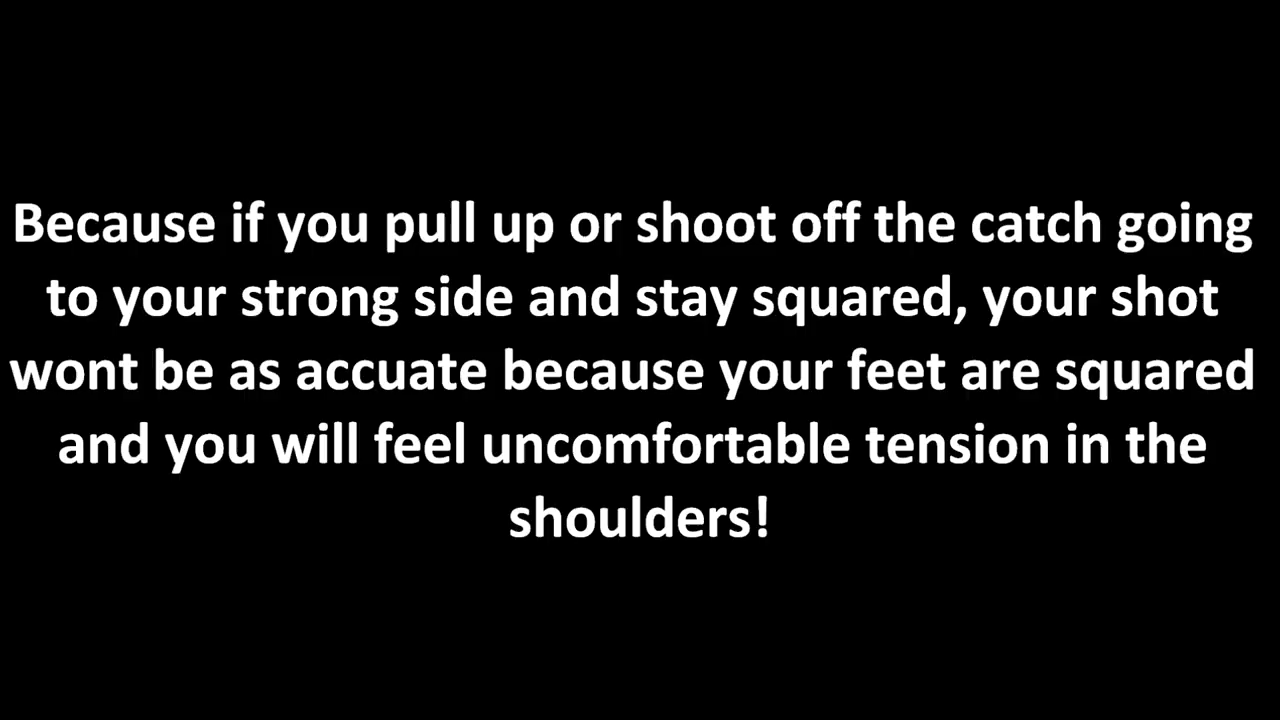 Because if you pull up or shoot off the catch going
to your strong side and stay squared, your shot
wont be as accuate because your feet are squared
and you will feel uncomfortable tension in the
shoulders!